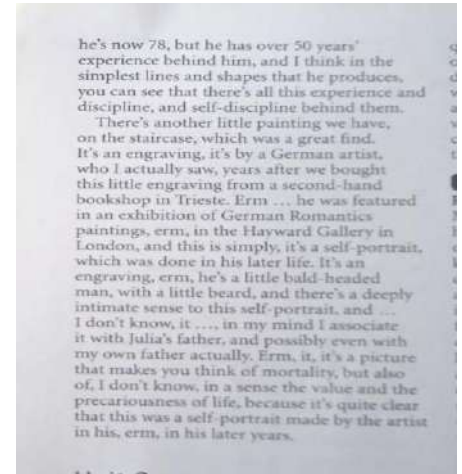 he's now 78, but he has over 50 years'
experience behind him, and I think in the
simplest lines and shapes that he produces,
you can see that there's all this experience and
discipline, and self-discipline behind them.
There's another little painting we have,
on the staircase, which was a great find.
It's an engraving, it's by a German artist,
who I actually saw, years after we bought
this little engraving from a second-hand
bookshop in Trieste. Erm … he was featured
in an exhibition of German Romantics
paintings, erm, in the Hayward Gallery in
London, and this is simply, it's a self-portrait,
which was done in his later life. It's an
engraving, erm, he's a little bald-headed
man, with a little beard, and there's a deeply
intimate sense to this self-portrait, and …
I don't know, it …, in my mind I associate
it with Julia's father, and possibly even with
my own father actually. Erm, it, it's a picture
that makes you think of mortality, but also
of, I don't know, in a sense the value and the
precariousness of life, because it's quite clear
that this was a self-portrait made by the artist
in his, erm, in his later years.